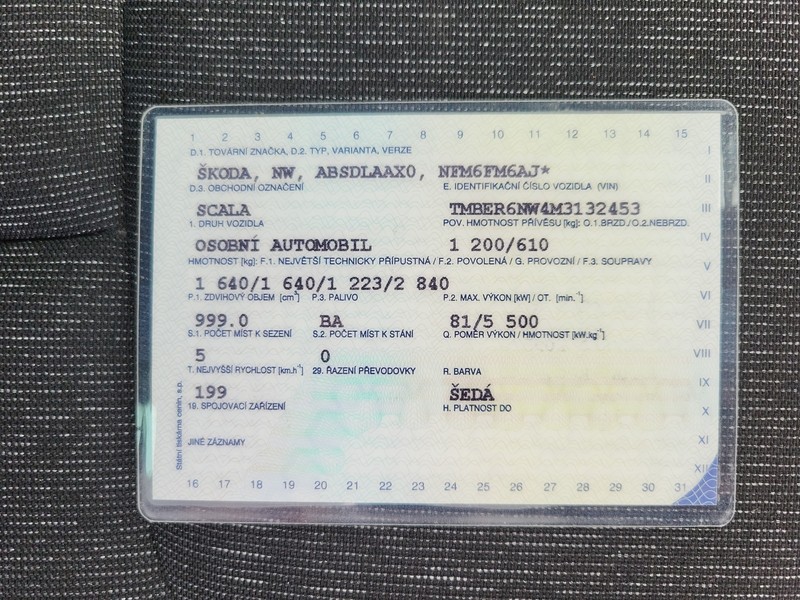 1 2 3 4 5 6 7 8 9 10 11 12 13 14 15
D.1. TOVÁRNÍ ZNAČKA, D.2. TYP, VARIANTA, VERZE I
ŠKODA, NW, ABSDLAAX0, NFM6FM6AJ* II
D.3. OBCHODNÍ OZNAČENÍ E. IDENTIFIKAČNÍ ČÍSLO VOZIDLA (VIN)
SCALA TMBER6NW4M3132453 III
1. DRUH VOZIDLA POV. HMOTNOST PŘÍVĚSU [kg]: O.1.BRZD./O.2.NEBRZD.
OSOBNÍ AUTOMOBIL 1 200/610 IV
HMOTNOST [kg]: F.1. NEJVĚTŠÍ TECHNICKY PŘÍPUSTNÁ / F.2. POVOLENÁ / G. PROVOZNÍ / F.3. SOUPRAVY V
1 640/1 640/1 223/2 840
P.1. ZDVIHOVÝ OBJEM [cm³] P.3. PALIVO P.2. MAX. VÝKON [kW] / OT. [min.⁻¹] VI
999.0 BA 81/5 500 VII
S.1. POČET MÍST K SEZENÍ S.2. POČET MÍST K STÁNÍ Q. POMĚR VÝKON / HMOTNOST [kW.kg⁻¹]
5 0 VIII
T. NEJVYŠŠÍ RYCHLOST [km.h⁻¹] 29. ŘAZENÍ PŘEVODOVKY R. BARVA
199 ŠEDÁ IX
19. SPOJOVACÍ ZAŘÍZENÍ H. PLATNOST DO X
JINÉ ZÁZNAMY XI
XII
16 17 18 19 20 21 22 23 24 25 26 27 28 29 30 31
Státní tiskárna cenin, s.p.